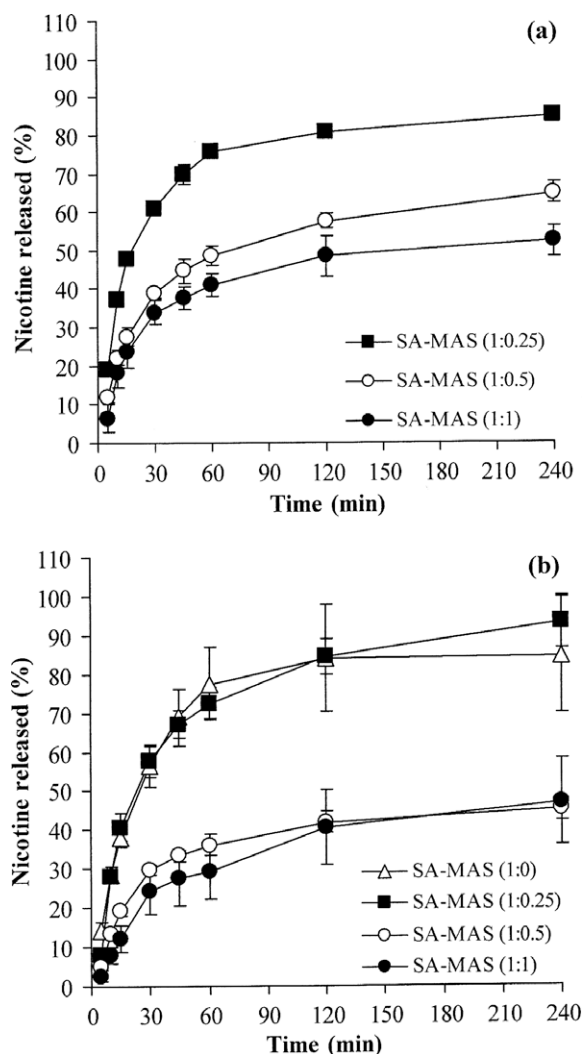 (a)
110
100
90
80
70
60
50
40
30
20
10
0
Nicotine released (%)
SA-MAS (1:0.25)
SA-MAS (1:0.5)
SA-MAS (1:1)
0 30 60 90 120 150 180 210 240
Time (min)
(b)
110
100
90
80
70
60
50
40
30
20
10
0
Nicotine released (%)
SA-MAS (1:0)
SA-MAS (1:0.25)
SA-MAS (1:0.5)
SA-MAS (1:1)
0 30 60 90 120 150 180 210 240
Time (min)